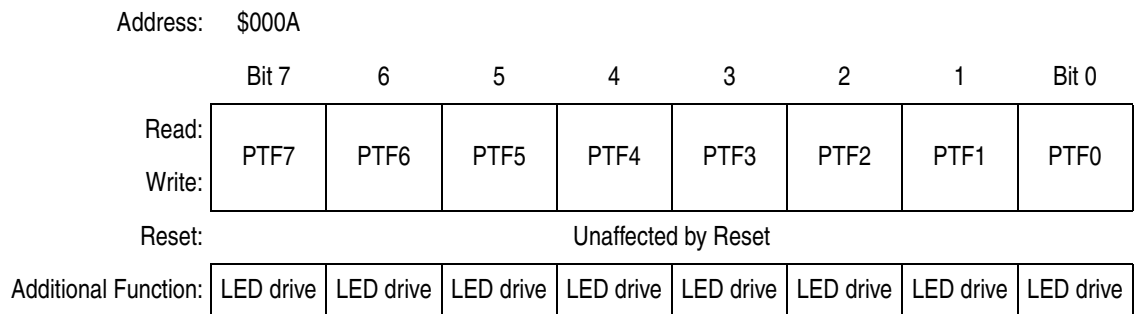 Address: $000A
Bit 7 6 5 4 3 2 1 Bit 0
Read:
PTF7 PTF6 PTF5 PTF4 PTF3 PTF2 PTF1 PTF0
Write:
Reset: Unaffected by Reset
Additional Function: LED drive LED drive LED drive LED drive LED drive LED drive LED drive LED drive